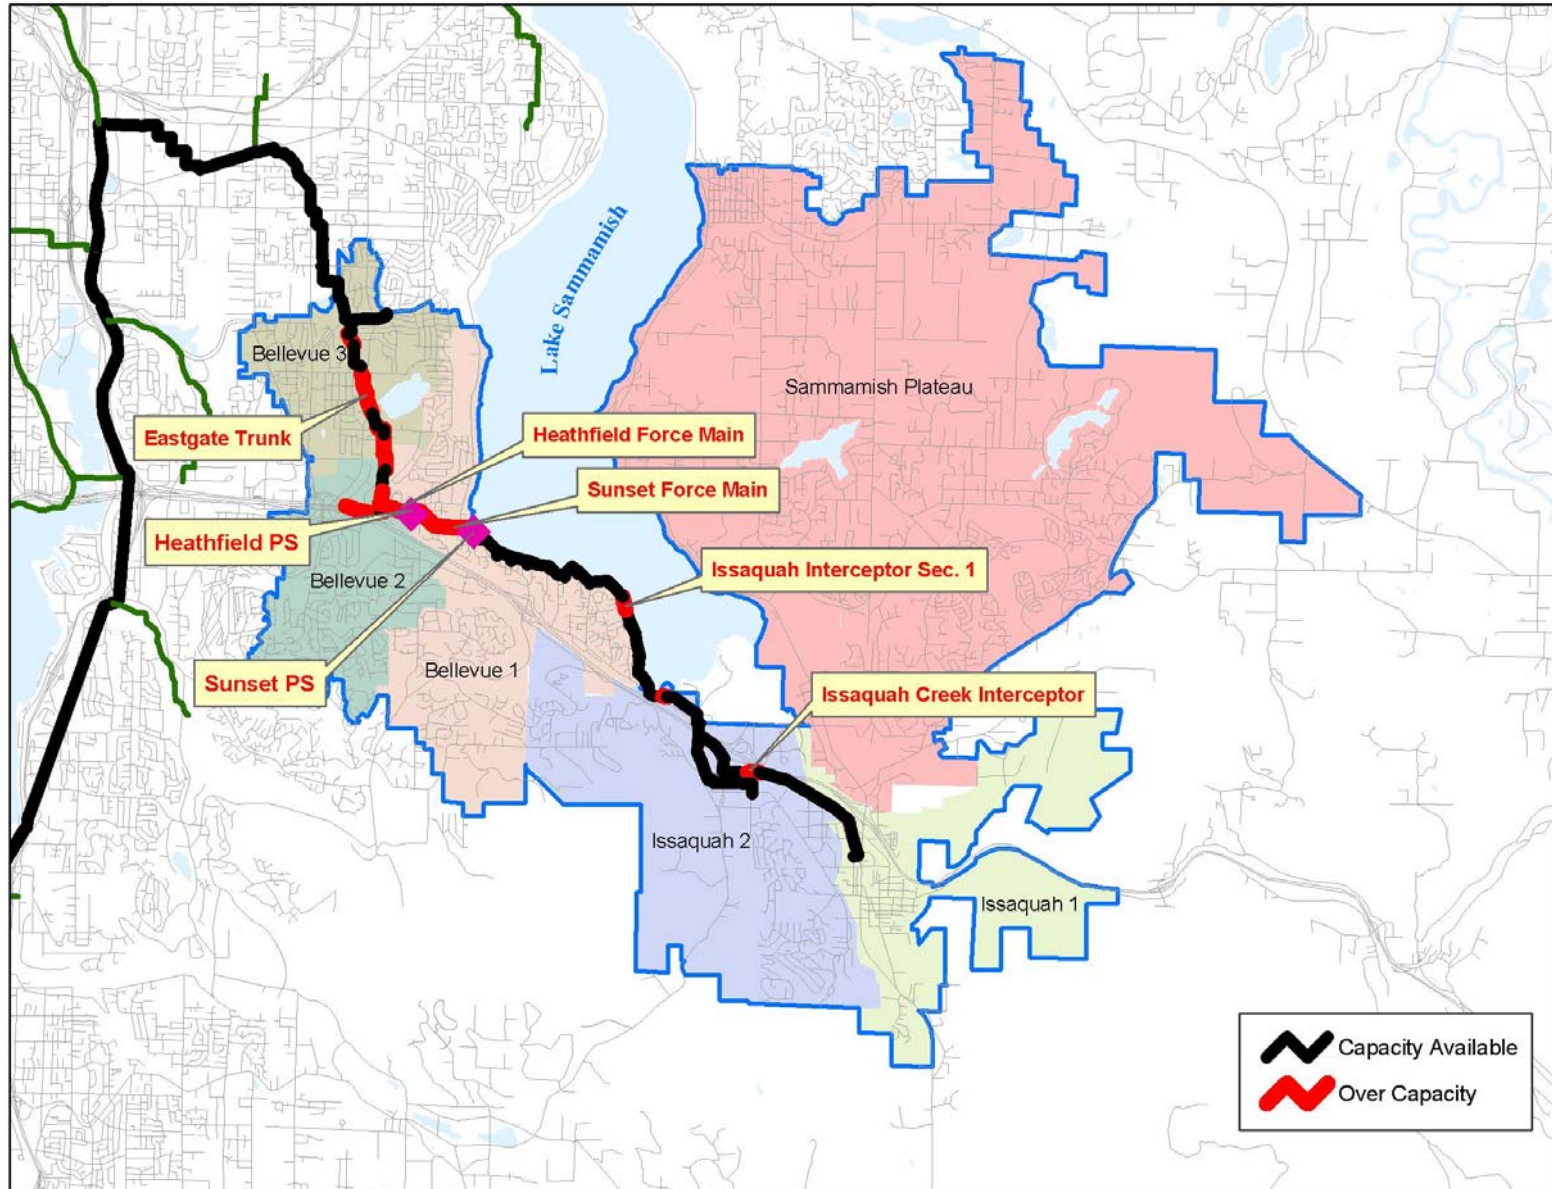 Lake Sammamish
Bellevue 3
Sammamish Plateau
Eastgate Trunk
Heathfield Force Main
Sunset Force Main
Heathfield PS
Issaquah Interceptor Sec. 1
Bellevue 2
Bellevue 1
Sunset PS
Issaquah Creek Interceptor
Issaquah 2
Issaquah 1
Capacity Available
Over Capacity